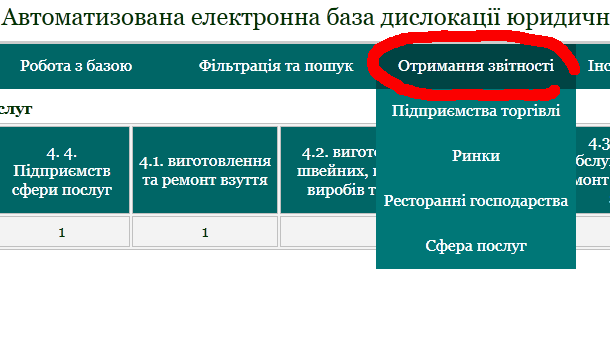 Автоматизована електронна база дислокації юридичн
Робота з базою
Фільтрація та пошук
Отримання звітності
Інс
слуг
Підприємства торгівлі
Ринки
Ресторанні господарства
Сфера послуг
4. 4.
Підприємств
сфери послуг
4.1. виготовлення
та ремонт взуття
4.2. вигот
швейних,
виробів т
4.3
бслу
монт
1
1